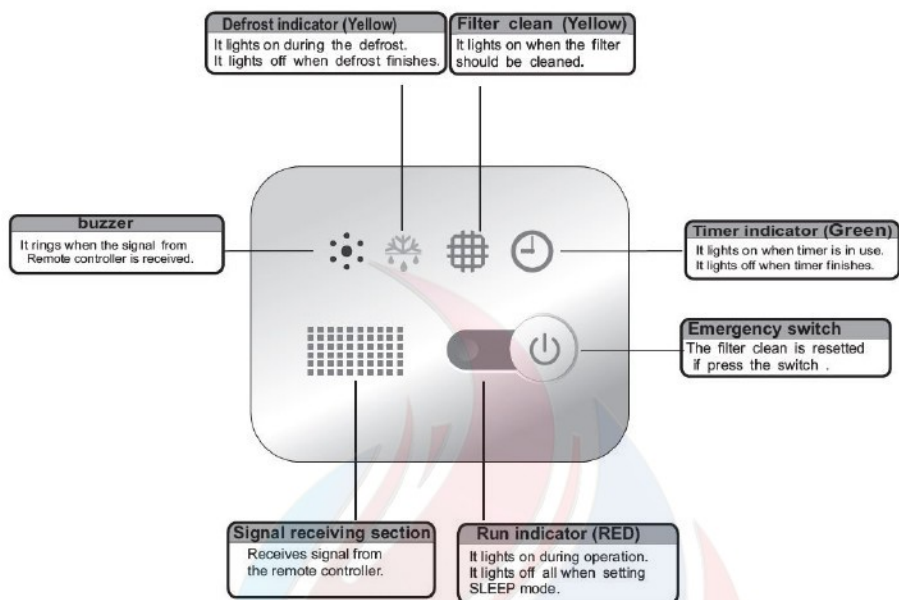 Defrost indicator (Yellow)
It lights on during the defrost.
It lights off when defrost finishes.
Filter clean (Yellow)
It lights on when the filter
should be cleaned.
buzzer
It rings when the signal from
Remote controller is received.
Timer indicator (Green)
It lights on when timer is in use.
It lights off when timer finishes.
Emergency switch
The filter clean is resetted
if press the switch .
Signal receiving section
Receives signal from
the remote controller.
Run indicator (RED)
It lights on during operation.
It lights off all when setting
SLEEP mode.